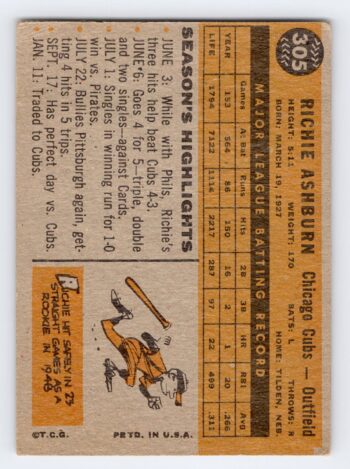 305
RICHIE ASHBURN Chicago Cubs — Outfield
HEIGHT: 5:11 WEIGHT: 170 BATS: L THROWS: R
BORN: MARCH 19, 1927 HOME: TILDEN, NEB.
MAJOR LEAGUE BATTING RECORD
Games At Bat Runs Hits 2B 3B HR RBI Avg
YEAR 153 564 86 150 16 2 1 20 .266
LIFE 1794 7122 1114 2217 287 97 22 499 .311
SEASON'S HIGHLIGHTS
JUNE 3: While with Phils, Richie's
three hits help beat Cubs 4-3.
JUNE 6: Goes 4 for 5—triple, double
and two singles—against Cards.
JULY 1: Singles in winning run for 1-0
win vs. Pirates.
JULY 22: Bullies Pittsburgh again, get-
ting 4 hits in 5 trips.
SEPT. 17: Has perfect day vs. Cubs.
JAN. 11: Traded to Cubs.
RICHIE HIT SAFELY IN 23
STRAIGHT GAMES AS A
ROOKIE IN 1948
©T.C.G. PRTD. IN U.S.A.